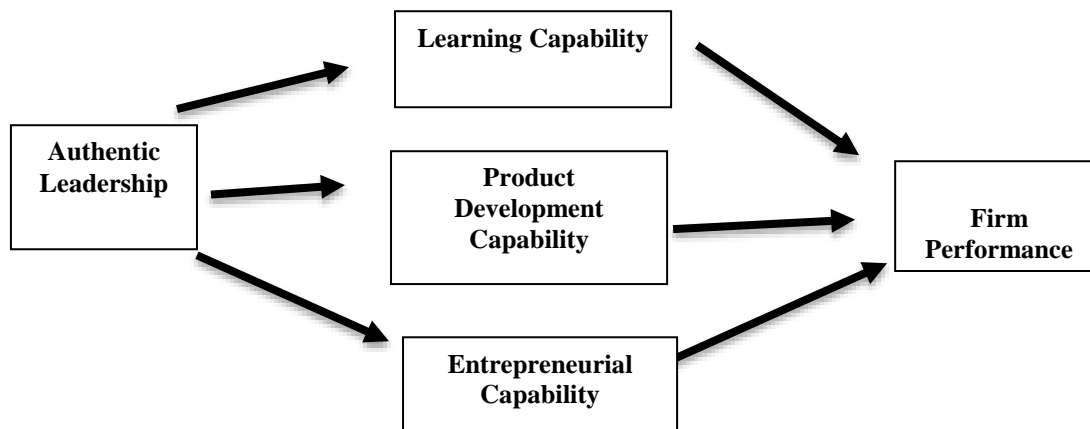 Learning Capability
Authentic
Leadership
Product
Development
Capability
Firm
Performance
Entrepreneurial
Capability